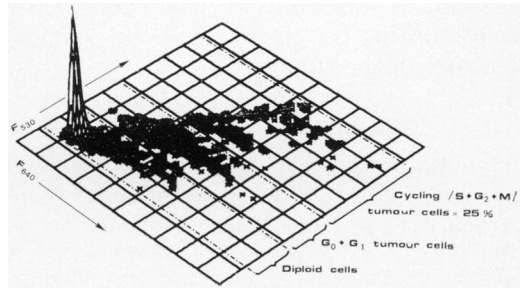 F530
F640
Cycling /S+G2+M/
tumour cells = 25 %
G0 + G1 tumour cells
Diploid cells